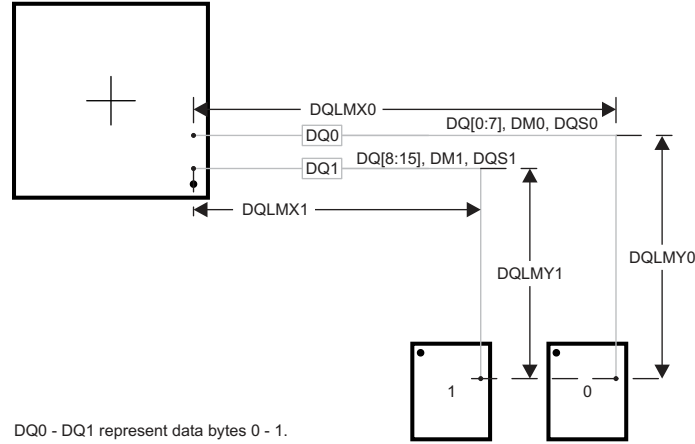 DQLMX0
DQ[0:7], DM0, DQS0
DQ0
DQ[8:15], DM1, DQS1
DQ1
DQLMX1
DQLMY0
DQLMY1
1
0
DQ0 - DQ1 represent data bytes 0 - 1.